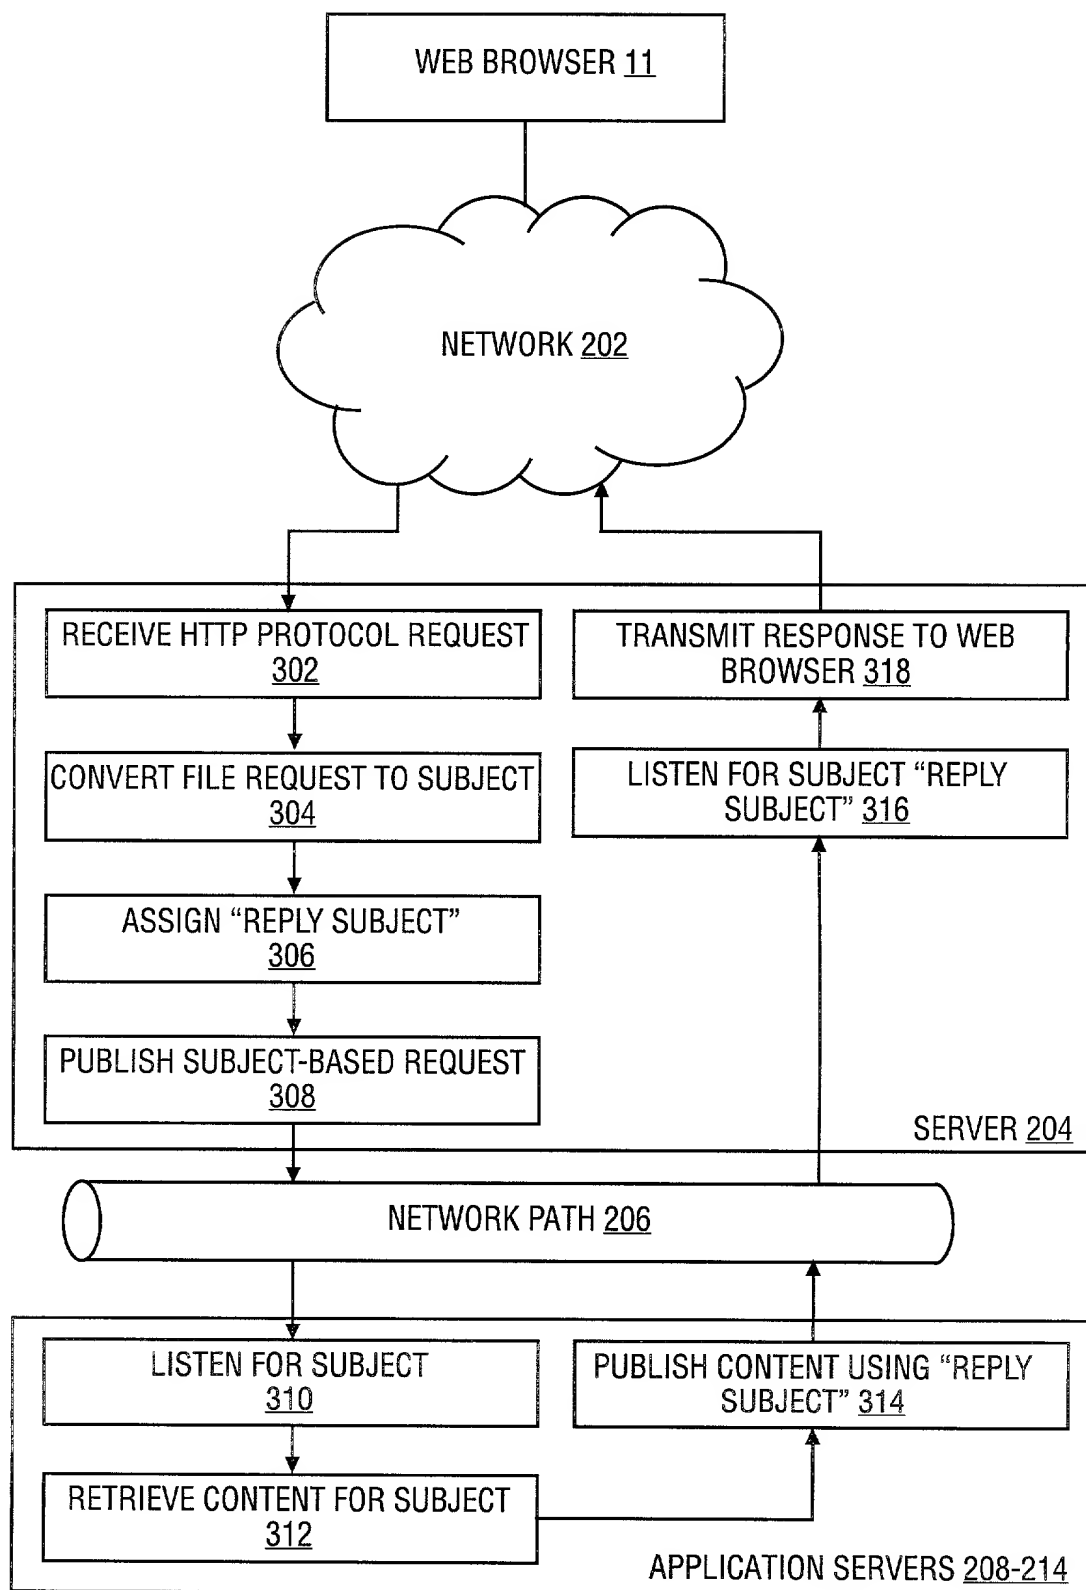 WEB BROWSER 11
NETWORK 202
RECEIVE HTTP PROTOCOL REQUEST
302
CONVERT FILE REQUEST TO SUBJECT
304
ASSIGN “REPLY SUBJECT”
306
PUBLISH SUBJECT-BASED REQUEST
308
TRANSMIT RESPONSE TO WEB
BROWSER 318
LISTEN FOR SUBJECT “REPLY
SUBJECT” 316
SERVER 204
NETWORK PATH 206
LISTEN FOR SUBJECT
310
RETRIEVE CONTENT FOR SUBJECT
312
PUBLISH CONTENT USING “REPLY
SUBJECT” 314
APPLICATION SERVERS 208-214